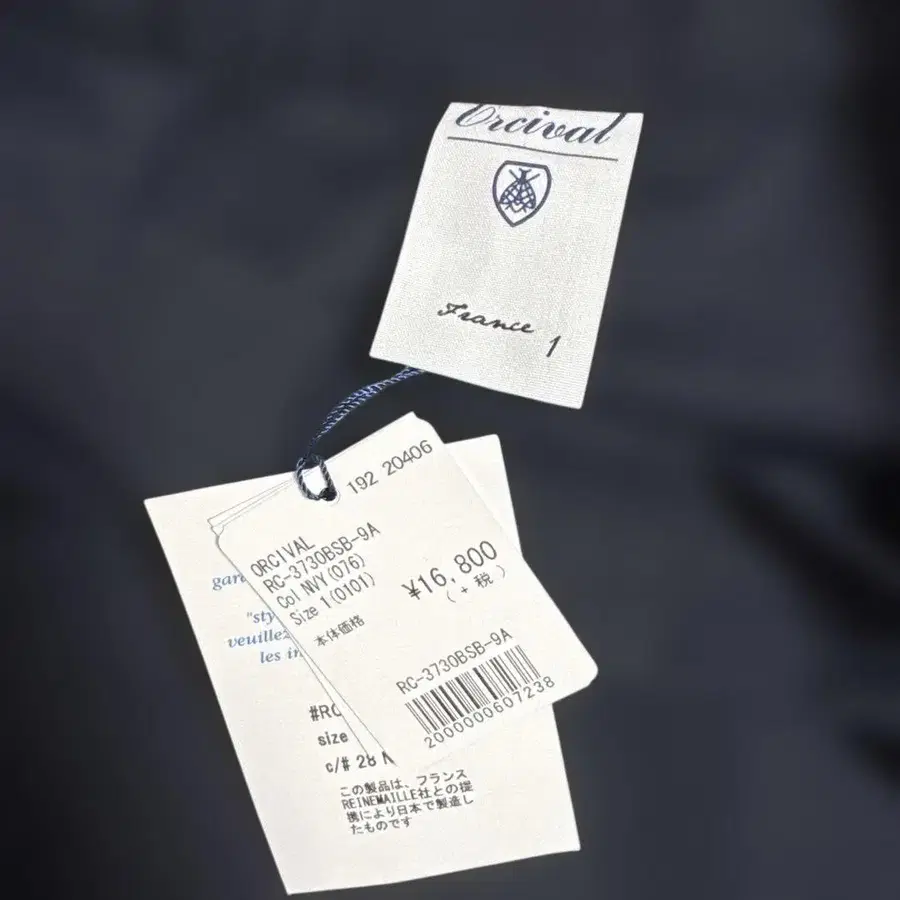 Orcival
France
1
192 20406
ORCIVAL
RC-3730BSB-9A
Col NVY(076)
Size 1(0101)
本体価格
¥16,800
(+税)
RC-3730BSB-9A
2000000607238
"sty
veuillez
#RC
size
c/# 28 N
この製品は、フランス
REINEMAILLE社との提
携により日本で製造し
たものです